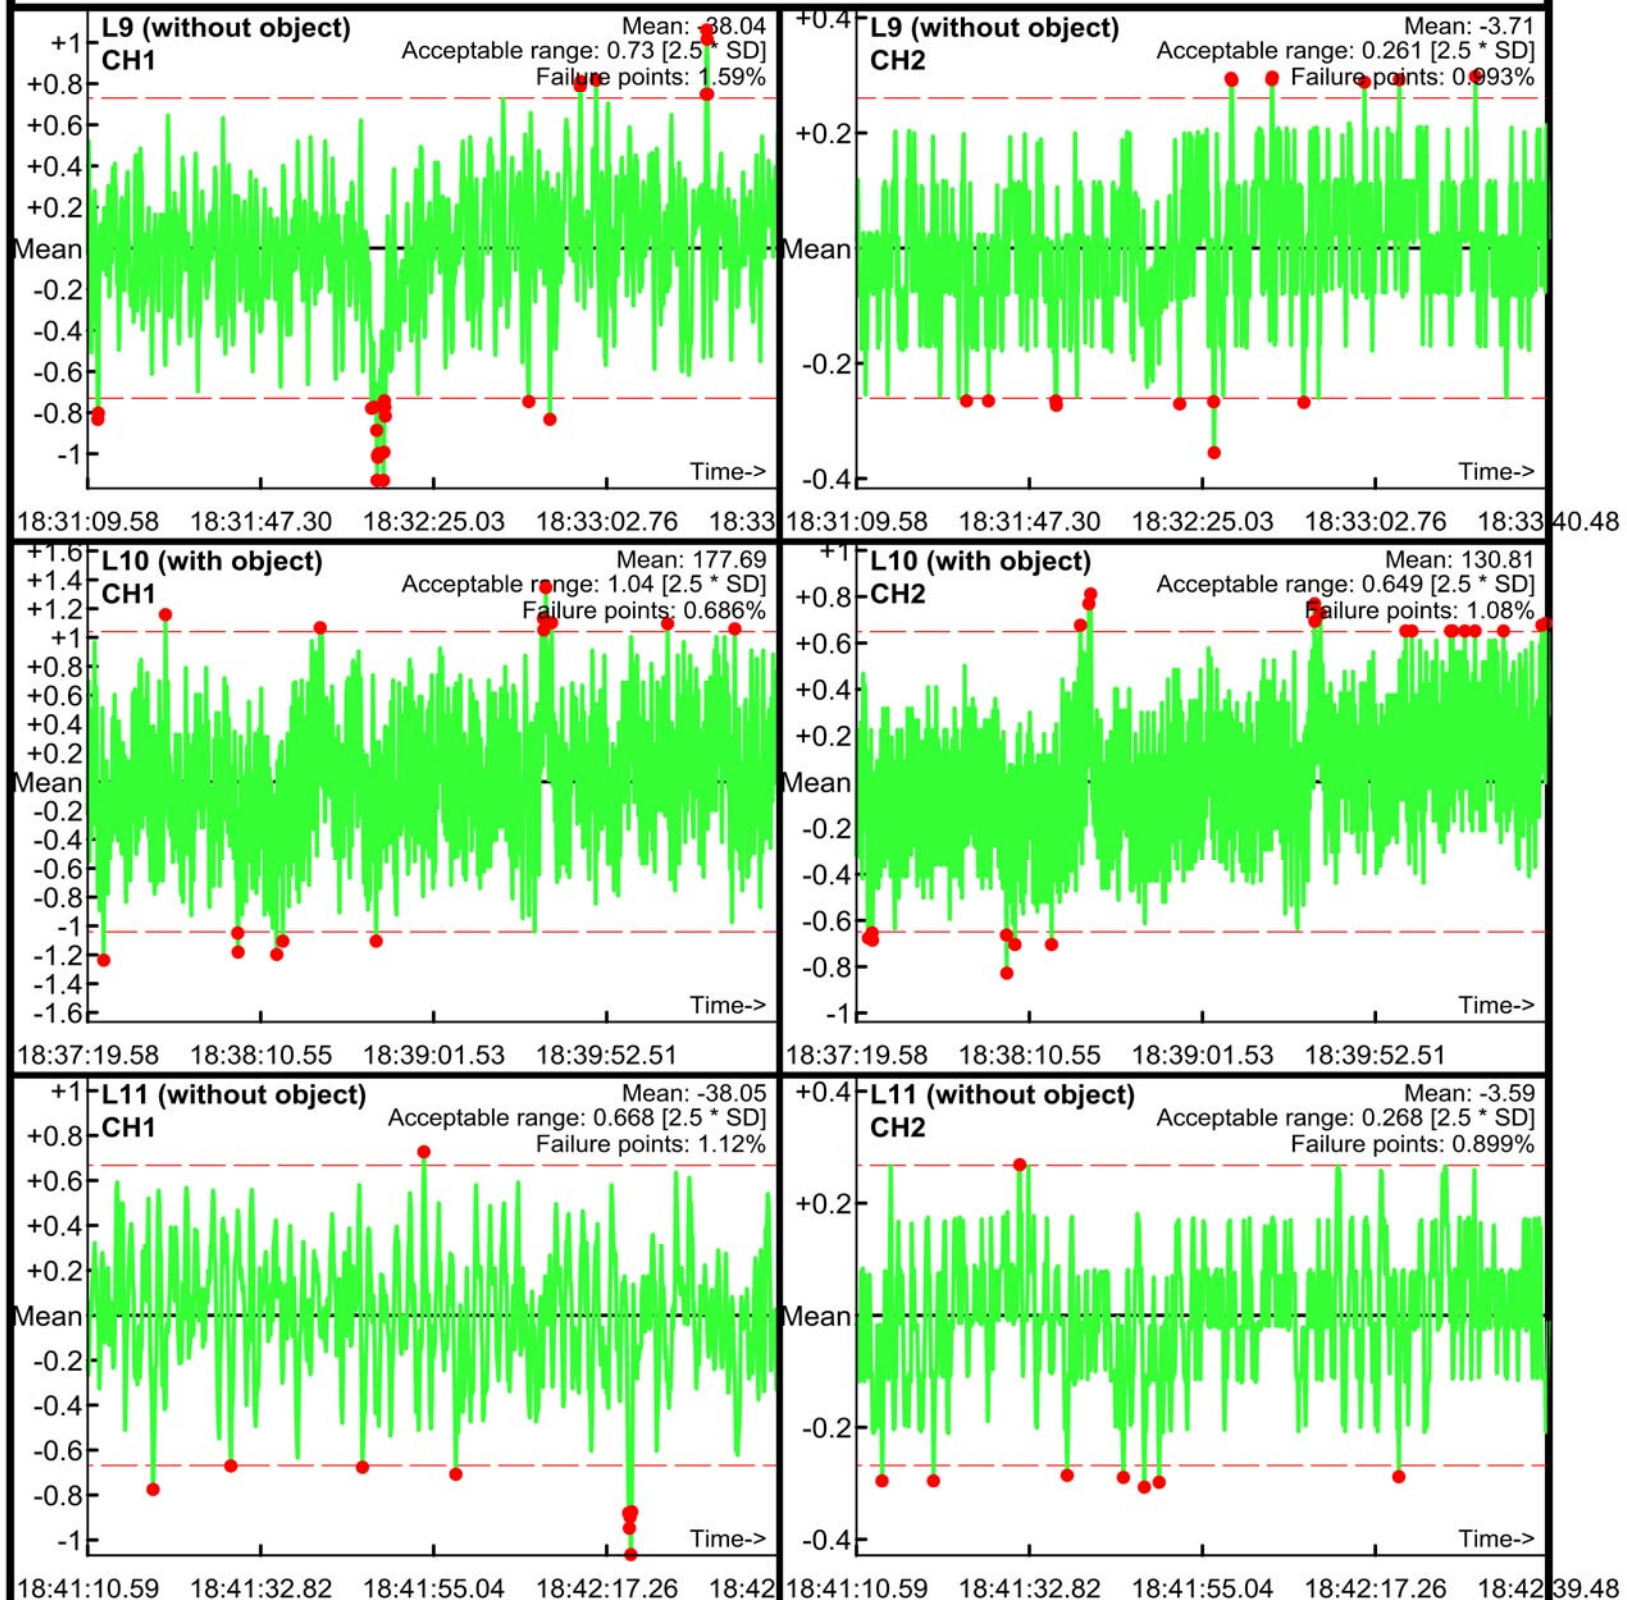 L9 (without object)
CH1
Mean: -38.04
Acceptable range: 0.73 [2.5 * SD]
Failure points: 1.59%
+1
+0.8
+0.6
+0.4
+0.2
Mean
-0.2
-0.4
-0.6
-0.8
-1
Time->
18:31:09.58 18:31:47.30 18:32:25.03 18:33:02.76 18:33
L9 (without object)
CH2
Mean: -3.71
Acceptable range: 0.261 [2.5 * SD]
Failure points: 0.993%
+0.4
+0.2
Mean
-0.2
-0.4
Time->
18:31:09.58 18:31:47.30 18:32:25.03 18:33:02.76 18:33:40.48
L10 (with object)
CH1
Mean: 177.69
Acceptable range: 1.04 [2.5 * SD]
Failure points: 0.686%
+1.6
+1.4
+1.2
+1
+0.8
+0.6
+0.4
+0.2
Mean
-0.2
-0.4
-0.6
-0.8
-1
-1.2
-1.4
-1.6
Time->
18:37:19.58 18:38:10.55 18:39:01.53 18:39:52.51
L10 (with object)
CH2
Mean: 130.81
Acceptable range: 0.649 [2.5 * SD]
Failure points: 1.08%
+1
+0.8
+0.6
+0.4
+0.2
Mean
-0.2
-0.4
-0.6
-0.8
-1
Time->
18:37:19.58 18:38:10.55 18:39:01.53 18:39:52.51
L11 (without object)
CH1
Mean: -38.05
Acceptable range: 0.668 [2.5 * SD]
Failure points: 1.12%
+1
+0.8
+0.6
+0.4
+0.2
Mean
-0.2
-0.4
-0.6
-0.8
-1
Time->
18:41:10.59 18:41:32.82 18:41:55.04 18:42:17.26 18:42
L11 (without object)
CH2
Mean: -3.59
Acceptable range: 0.268 [2.5 * SD]
Failure points: 0.899%
+0.4
+0.2
Mean
-0.2
-0.4
Time->
18:41:10.59 18:41:32.82 18:41:55.04 18:42:17.26 18:42:39.48